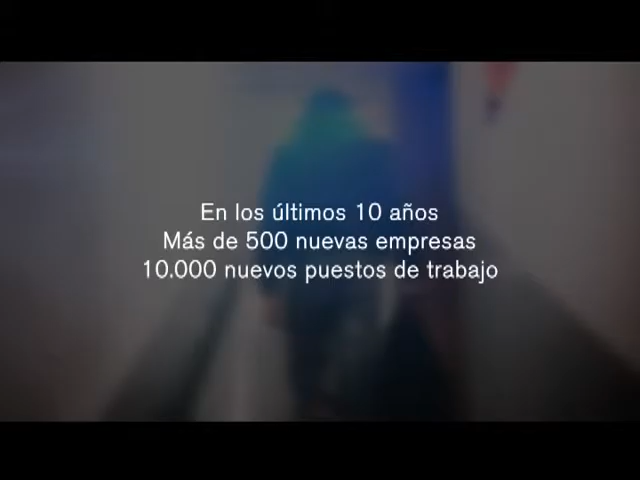 En los últimos 10 años
Más de 500 nuevas empresas
10.000 nuevos puestos de trabajo